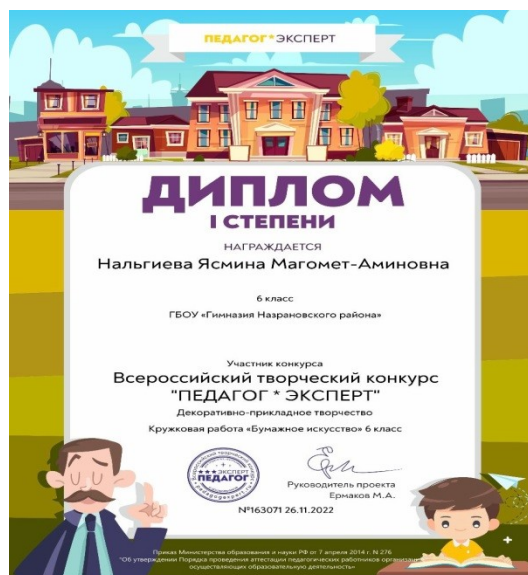 ПЕДАГОГ*ЭКСПЕРТ
ДИПЛОМ
I СТЕПЕНИ
НАГРАЖДАЕТСЯ
Нальгиева Ясмина Магомет-Аминовна
6 класс
ГБОУ «Гимназия Назрановского района»
Участник конкурса
Всероссийский творческий конкурс
"ПЕДАГОГ * ЭКСПЕРТ"
Декоративно-прикладное творчество
Кружковая работа «Бумажное искусство» 6 класс
ЭКСПЕРТ
ПЕДАГОГ
Руководитель проекта
Ермаков М.А.
№163071 26.11.2022
Приказ Министерства образования и науки РФ от 7 апреля 2014 г. N 276
"Об утверждении Порядка проведения аттестации педагогических работников организаций,
осуществляющих образовательную деятельность»